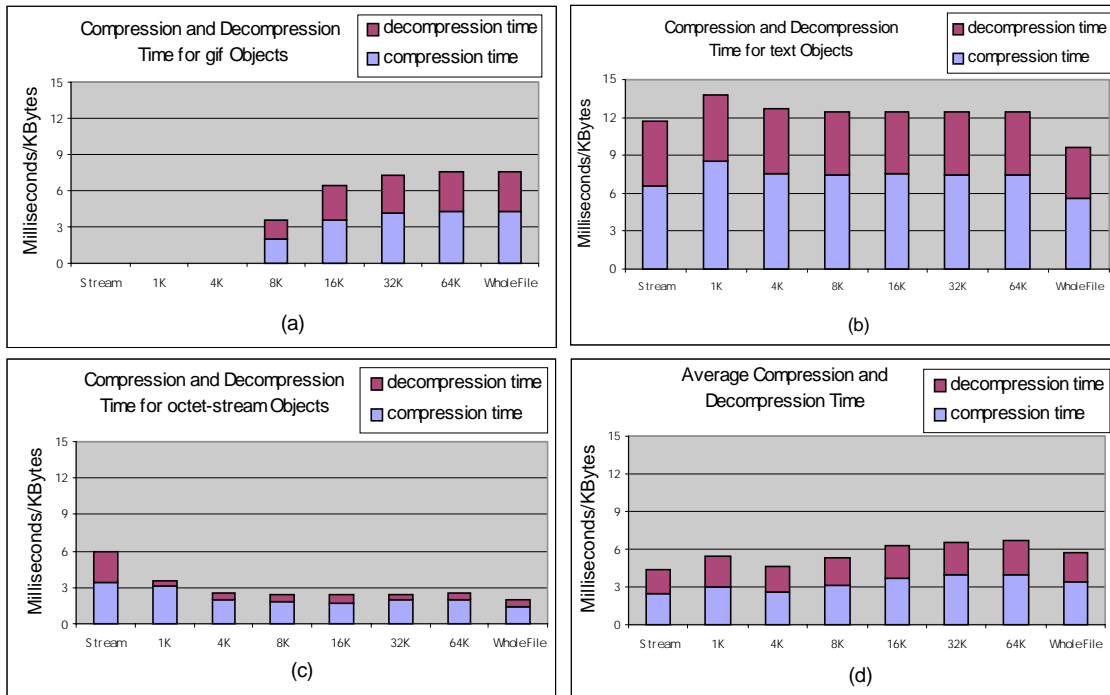 Compression and Decompression
Time for gif Objects
decompression time
compression time
Milliseconds/KBytes
15
12
9
6
3
0
Stream 1K 4K 8K 16K 32K 64K WholeFile
(a)
Compression and Decompression
Time for text Objects
decompression time
compression time
Milliseconds/KBytes
15
12
9
6
3
0
Stream 1K 4K 8K 16K 32K 64K WholeFile
(b)
Compression and Decompression
Time for octet-stream Objects
decompression time
compression time
Milliseconds/KBytes
15
12
9
6
3
0
Stream 1K 4K 8K 16K 32K 64K WholeFile
(c)
Average Compression and
Decompression Time
decompression time
compression time
Milliseconds/KBytes
15
12
9
6
3
0
Stream 1K 4K 8K 16K 32K 64K WholeFile
(d)